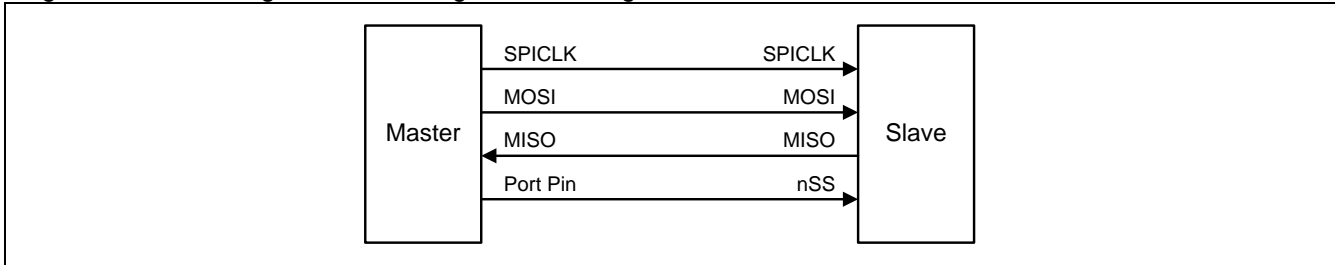 SPICLK SPICLK
MOSI MOSI
Master MISO MISO Slave
Port Pin nSS